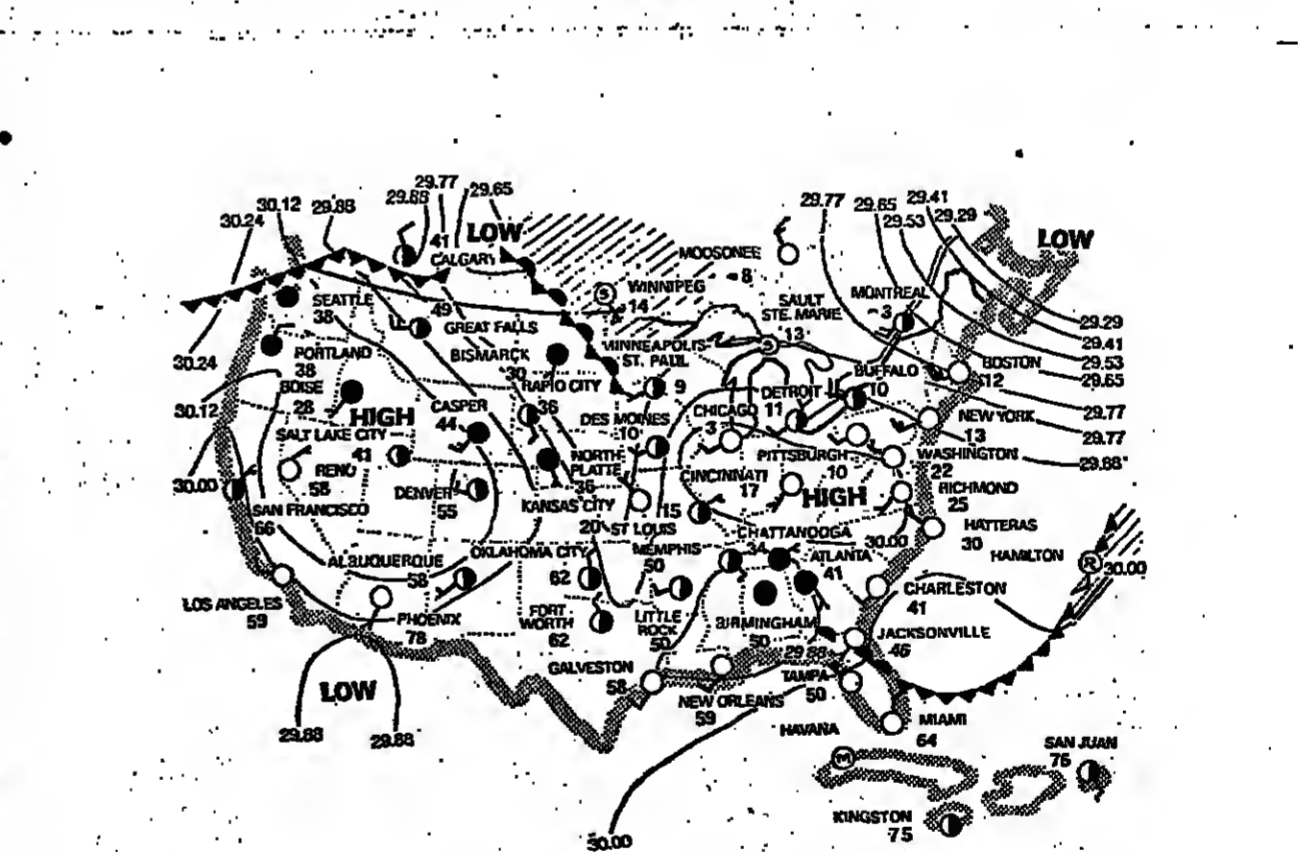 29.77
29.88 29.65
30.12 29.88
30.24
41
LOW
CALGARY
29.77 29.65 29.41
29.53 29.29
LOW
MOOSONEE
-8
S WINNIPEG
14
SEATTLE
38
49
GREAT FALLS
SAULT
STE. MARIE
13
S
MONTREAL
-3
29.29
29.41
29.53
29.65
30.24
PORTLAND
38
BISMARCK
30
MINNEAPOLIS
ST. PAUL
9
BOSTON
12
BUFFALO
10
BOISE
28
RAPID CITY
36
30.12
HIGH
CASPER
44
DES MOINES
10
CHICAGO
3
DETROIT
11
NEW YORK
13
29.77
29.77
29.88
SALT LAKE CITY
41
RENO
58
NORTH
PLATTE
36
PITTSBURGH
10
WASHINGTON
22
CINCINNATI
17
HIGH
RICHMOND
25
30.00
SAN FRANCISCO
66
DENVER
55
KANSAS CITY
20
ST LOUIS
15
CHATTANOOGA
34
30.00
HATTERAS
30
HAMILTON
R
30.00
ALBUQUERQUE
58
OKLAHOMA CITY
62
MEMPHIS
50
ATLANTA
41
CHARLESTON
41
LOS ANGELES
59
PHOENIX
78
FORT
WORTH
62
LITTLE
ROCK
50
BIRMINGHAM
50
29.88
JACKSONVILLE
46
LOW
29.88
29.88
GALVESTON
58
NEW ORLEANS
59
TAMPA
50
HAVANA
M
MIAMI
64
SAN JUAN
76
KINGSTON
75
30.00